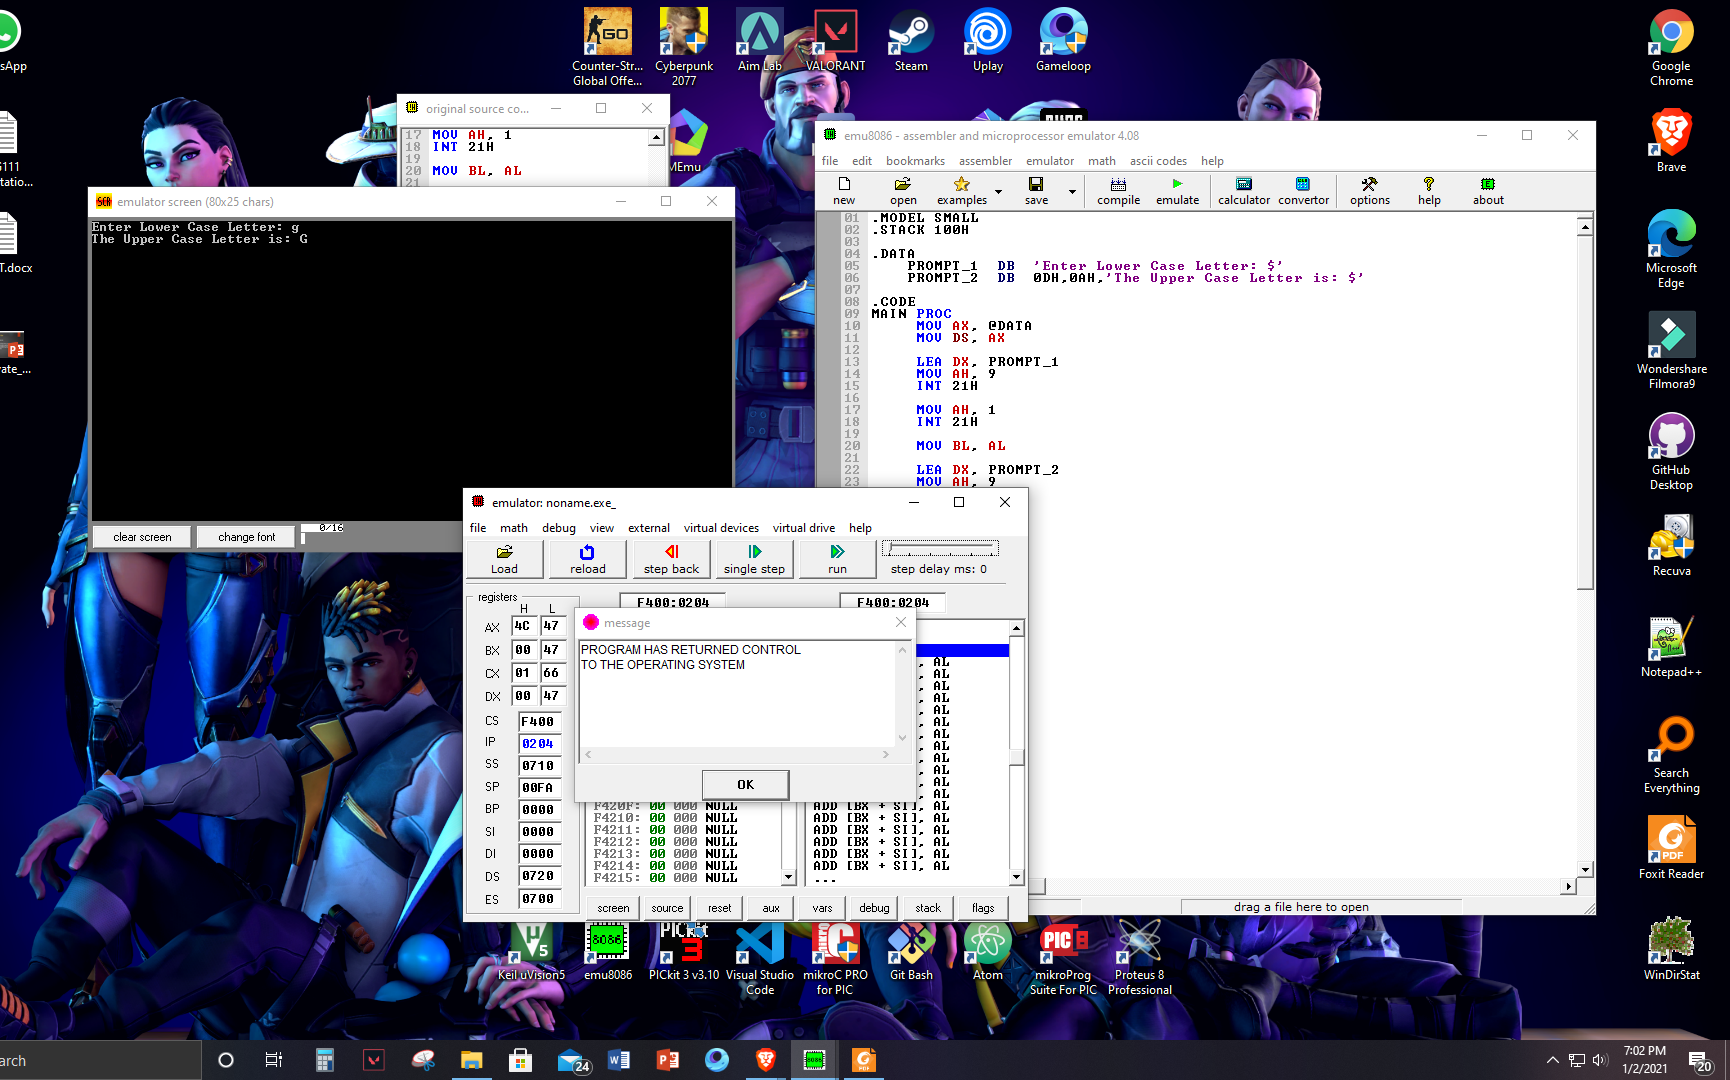 sApp
G111
tatio...
T.docx
vate_...
Counter-Str...
Global Offe...
Cyberpunk
2077
Aim Lab
VALORANT
Steam
Uplay
Gameloop
MEmu
Google
Chrome
Brave
Microsoft
Edge
Wondershare
Filmora9
GitHub
Desktop
Recuva
Notepad++
Search
Everything
Foxit Reader
WinDirStat
original source co...
17 MOV AH, 1
18 INT 21H
19
20 MOV BL, AL
21
emulator screen (80x25 chars)
Enter Lower Case Letter: g
The Upper Case Letter is: G
clear screen
change font
0/16
emu8086 - assembler and microprocessor emulator 4.08
file edit bookmarks assembler emulator math ascii codes help
new open examples save compile emulate calculator convertor options help about
01 .MODEL SMALL
02 .STACK 100H
03
04 .DATA
05 PROMPT_1 DB 'Enter Lower Case Letter: $'
06 PROMPT_2 DB 0DH,0AH,'The Upper Case Letter is: $'
07
08 .CODE
09 MAIN PROC
10 MOV AX, @DATA
11 MOV DS, AX
12
13 LEA DX, PROMPT_1
14 MOV AH, 9
15 INT 21H
16
17 MOV AH, 1
18 INT 21H
19
20 MOV BL, AL
21
22 LEA DX, PROMPT_2
23 MOV AH, 9
drag a file here to open
emulator: noname.exe_
file math debug view external virtual devices virtual drive help
Load reload step back single step run step delay ms: 0
registers
F400:0204 F400:0204
H L
AX 4C 47
BX 00 47
CX 01 66
DX 00 47
CS F400
IP 0204
SS 0710
SP 00FA
BP 0000
SI 0000
DI 0000
DS 0720
ES 0700
message
PROGRAM HAS RETURNED CONTROL
TO THE OPERATING SYSTEM
OK
, AL
, AL
, AL
, AL
, AL
, AL
, AL
, AL
, AL
, AL
, AL
, AL
F420F: 00 000 NULL ADD [BX + SI], AL
F4210: 00 000 NULL ADD [BX + SI], AL
F4211: 00 000 NULL ADD [BX + SI], AL
F4212: 00 000 NULL ADD [BX + SI], AL
F4213: 00 000 NULL ADD [BX + SI], AL
F4214: 00 000 NULL ADD [BX + SI], AL
F4215: 00 000 NULL ...
screen source reset aux vars debug stack flags
Keil uVision5
8086
emu8086
PICkit
3
PICkit 3 v3.10
Visual Studio
Code
mikroC PRO
for PIC
Git Bash
Atom
mikroProg
Suite For PIC
Proteus 8
Professional
arch
24
7:02 PM
1/2/2021
20